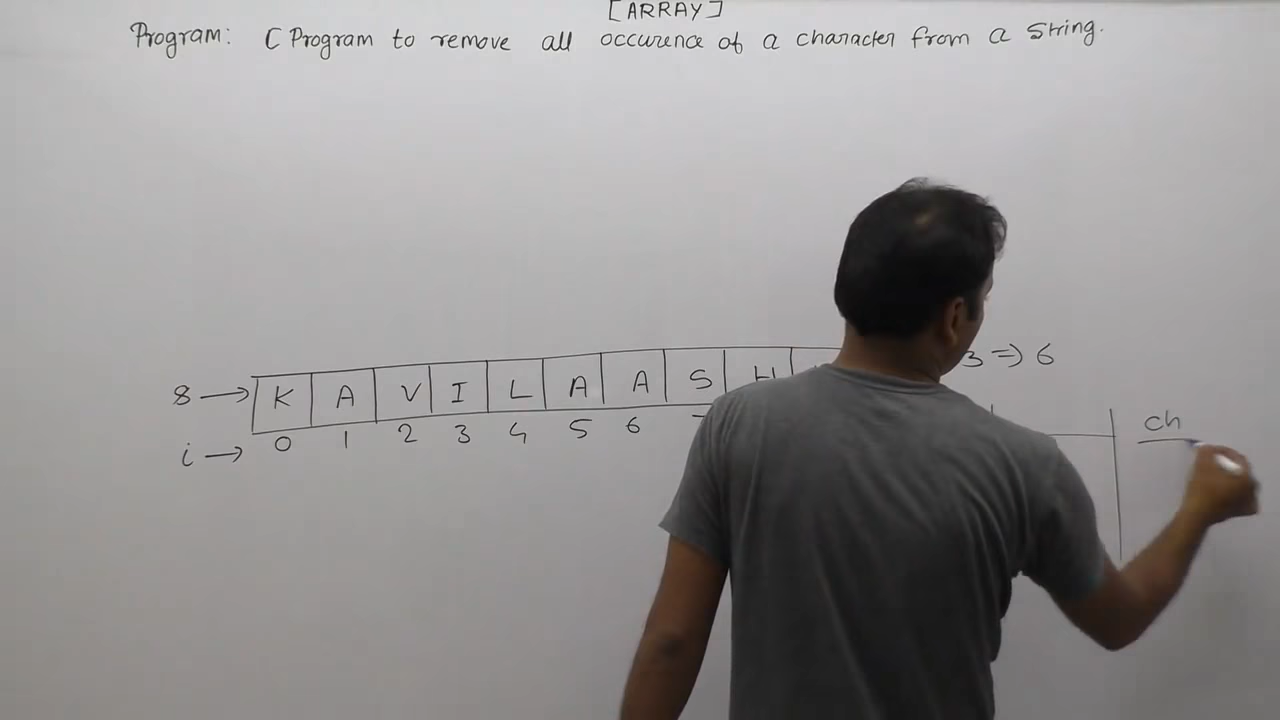 [ARRAY]
Program: C Program to remove all occurence of a character from a string.
3 => 6
s → K A V I L A A S H
ch
i → 0 1 2 3 4 5 6